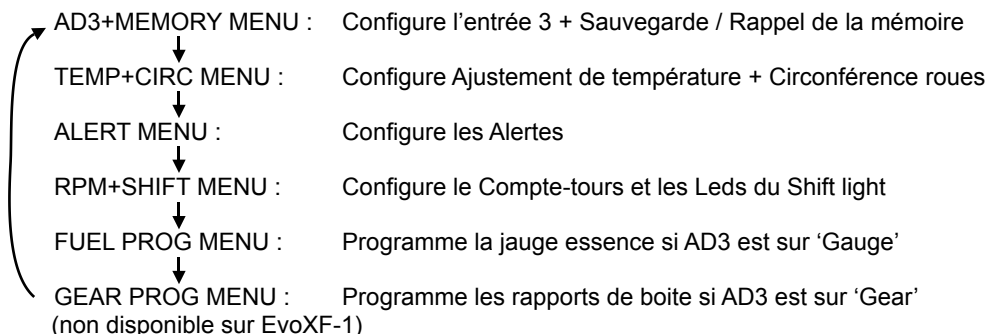 AD3+MEMORY MENU : Configure l’entrée 3 + Sauvegarde / Rappel de la mémoire
TEMP+CIRC MENU : Configure Ajustement de température + Circonférence roues
ALERT MENU : Configure les Alertes
RPM+SHIFT MENU : Configure le Compte-tours et les Leds du Shift light
FUEL PROG MENU : Programme la jauge essence si AD3 est sur ‘Gauge’
GEAR PROG MENU : Programme les rapports de boite si AD3 est sur ‘Gear’
(non disponible sur EvoXF-1)